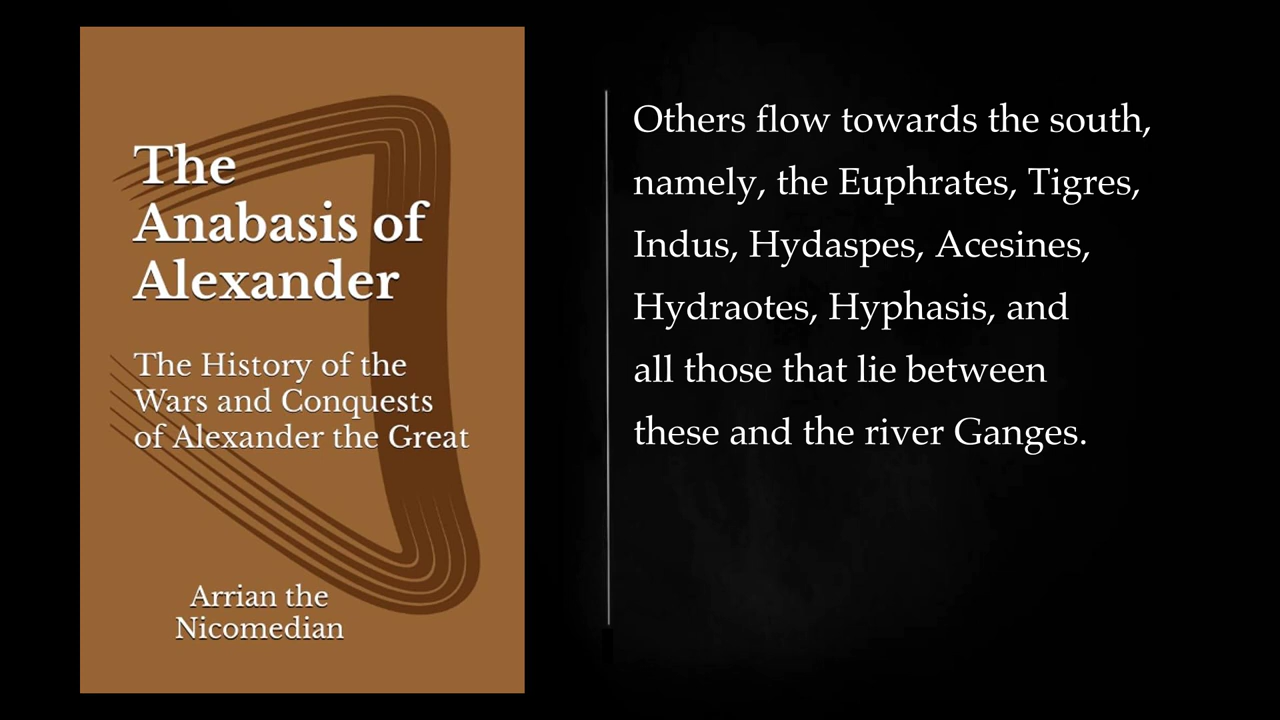 The
Anabasis of
Alexander
The History of the
Wars and Conquests
of Alexander the Great
Arrian the
Nicomedian
Others flow towards the south,
namely, the Euphrates, Tigres,
Indus, Hydaspes, Acesines,
Hydraotes, Hyphasis, and
all those that lie between
these and the river Ganges.